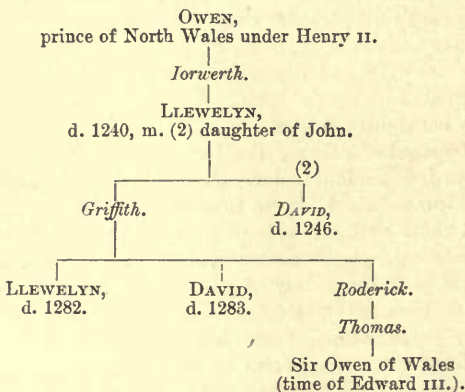 OWEN,
prince of North Wales under Henry II.
Iorwerth.
LLEWELYN,
d. 1240, m. (2) daughter of John.
(2)
Griffith. DAVID,
d. 1246.
LLEWELYN, DAVID, Roderick.
d. 1282. d. 1283.
Thomas.
Sir Owen of Wales
(time of Edward III.).